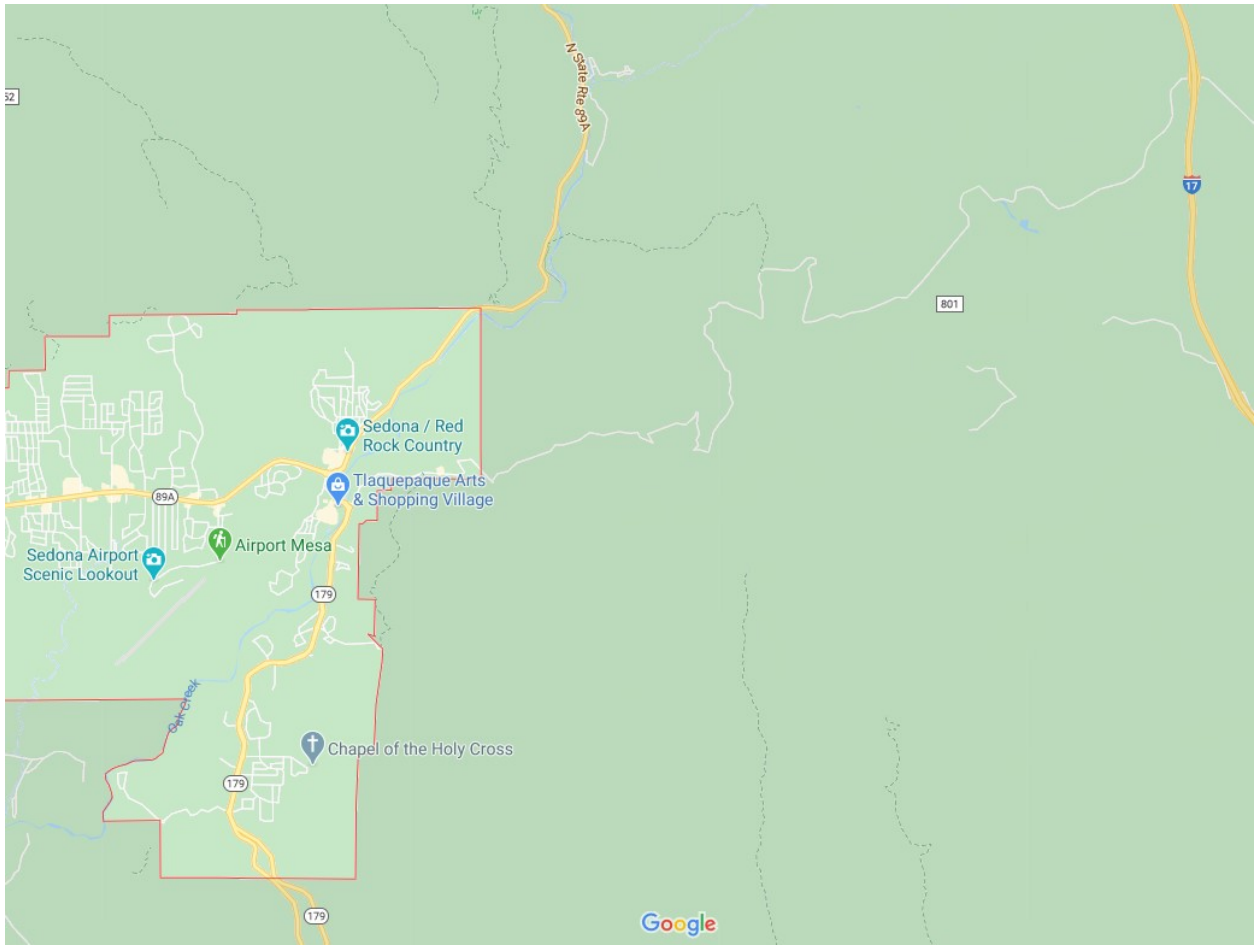 N State Rte 89A
52
17
801
Sedona / Red
Rock Country
Tlaquepaque Arts
& Shopping Village
89A
Airport Mesa
Sedona Airport
Scenic Lookout
179
Oak Creek
Chapel of the Holy Cross
179
179
Google